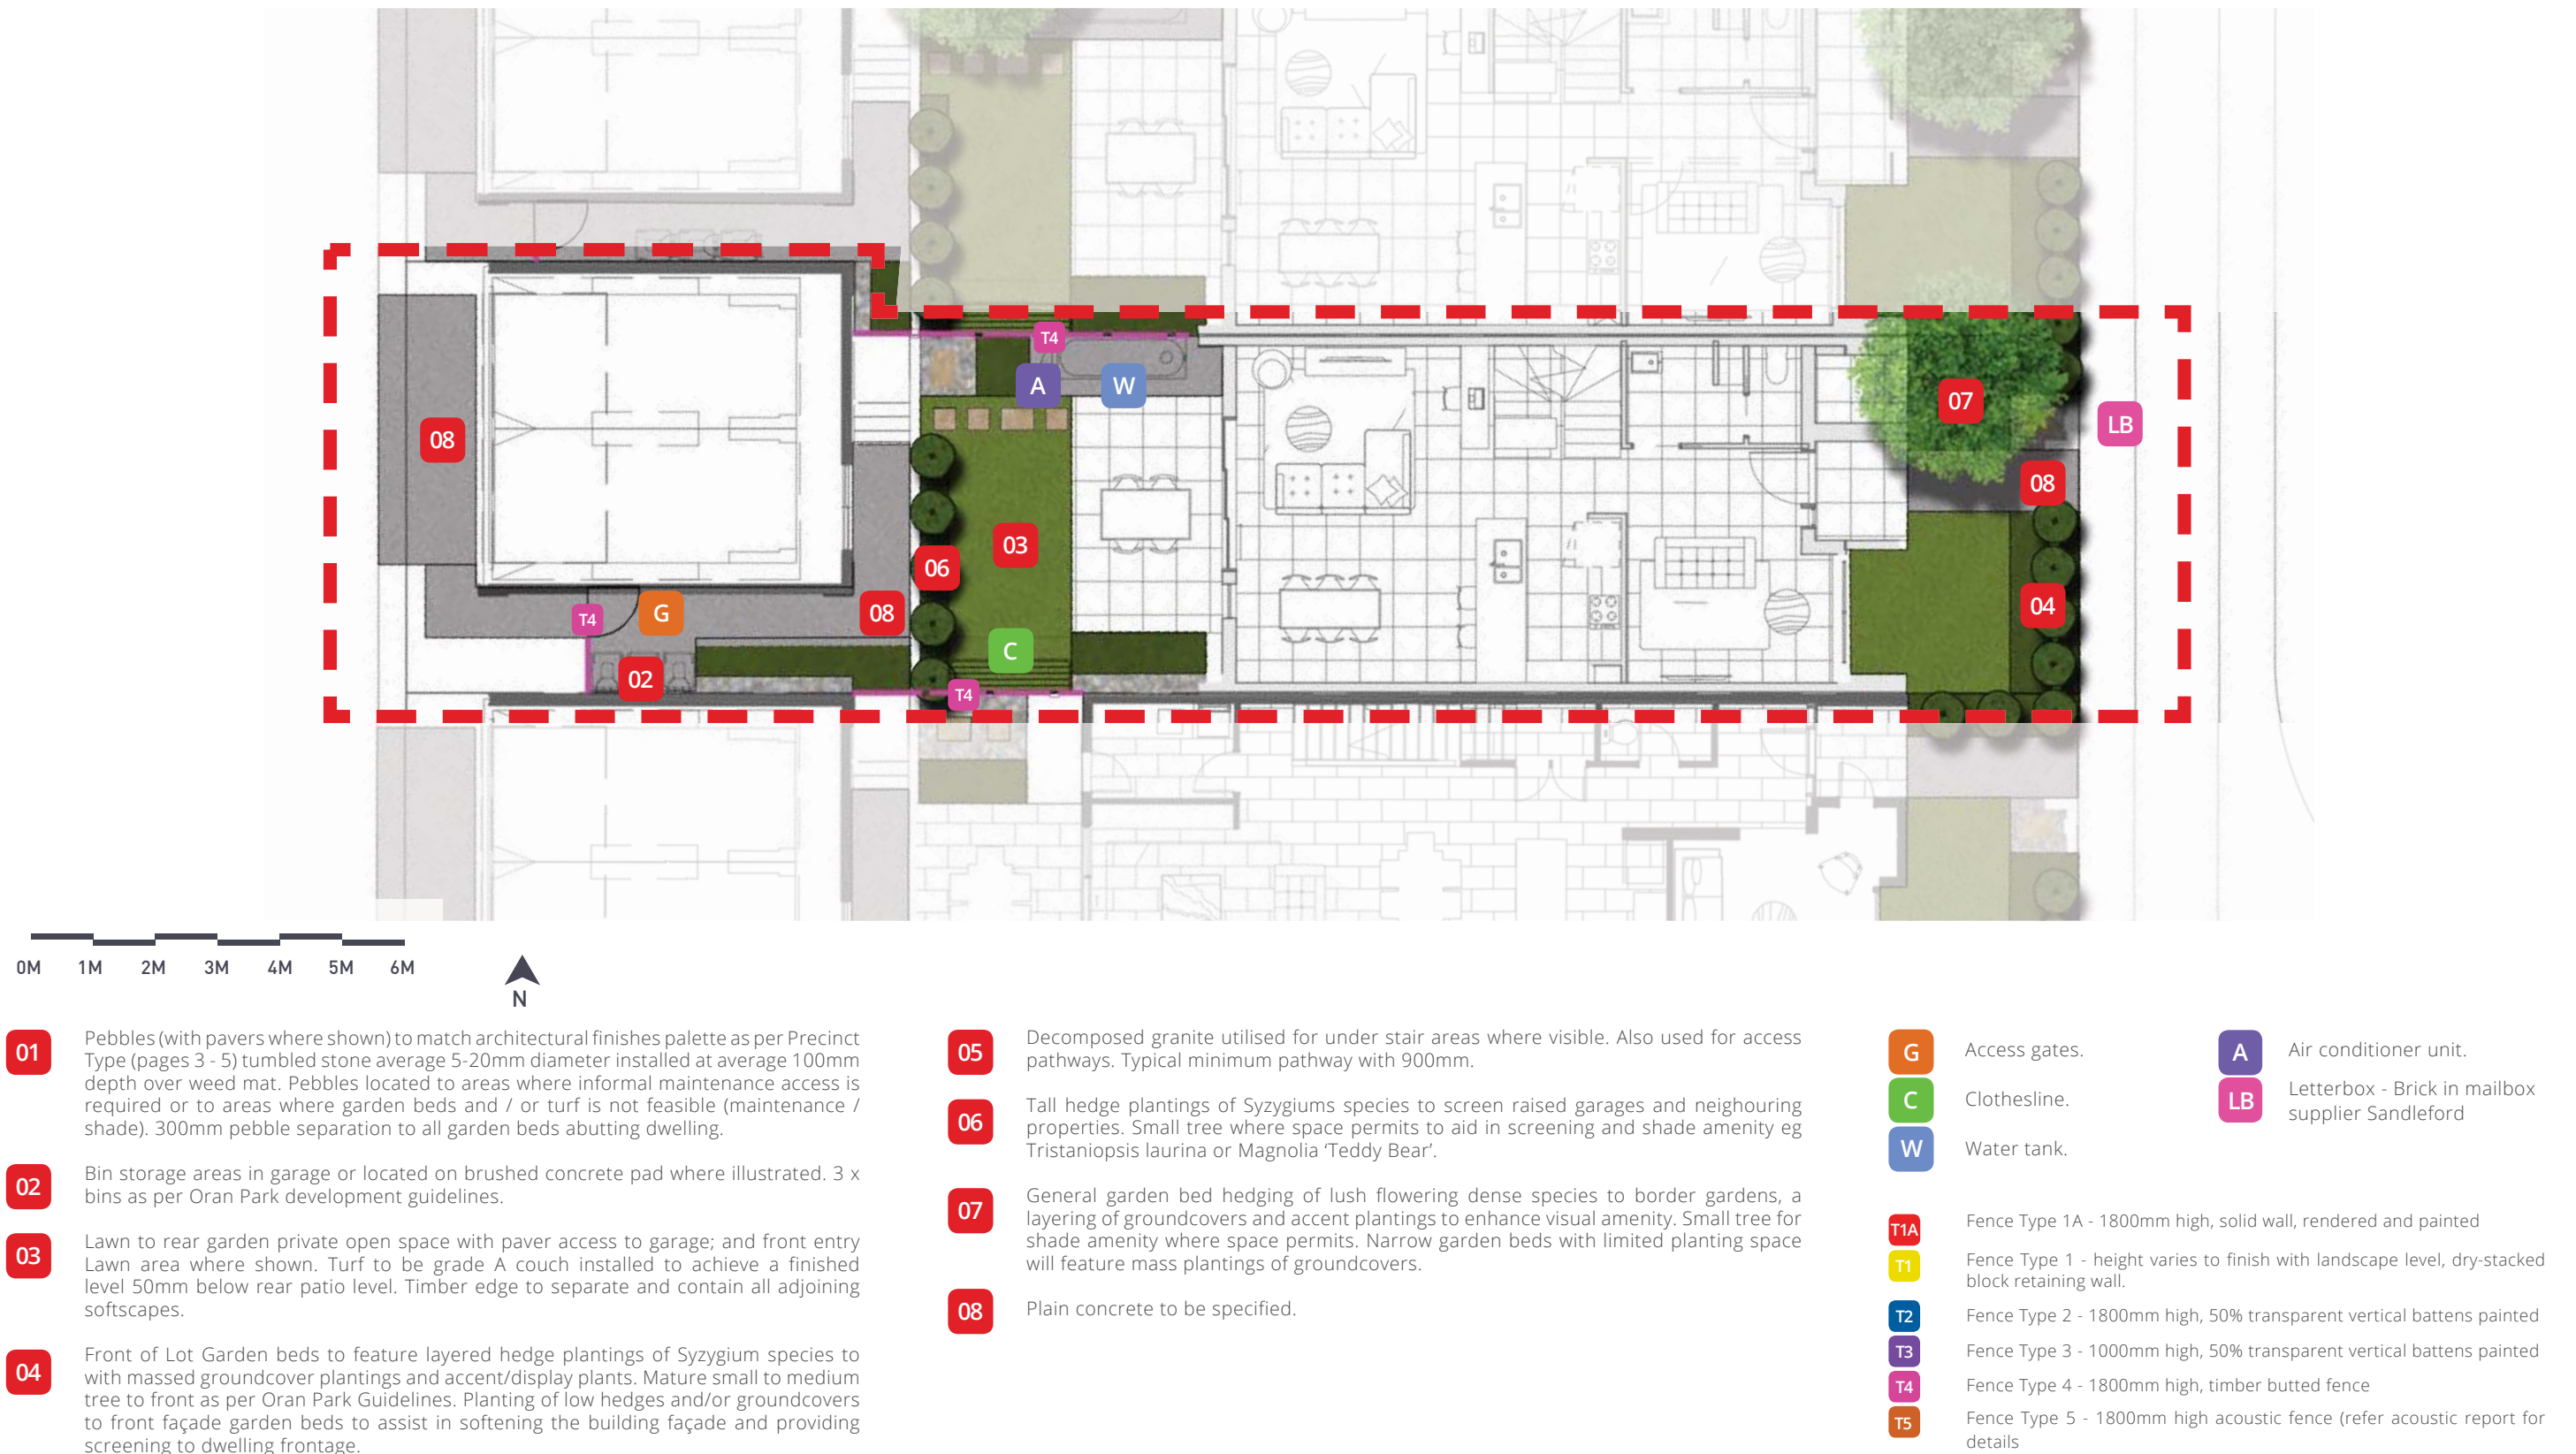 T4
A
W
07
LB
08
08
03
06
04
T4
G
08
C
02
T4
0M 1M 2M 3M 4M 5M 6M
N
01
Pebbles (with pavers where shown) to match architectural finishes palette as per Precinct
Type (pages 3 - 5) tumbled stone average 5-20mm diameter installed at average 100mm
depth over weed mat. Pebbles located to areas where informal maintenance access is
required or to areas where garden beds and / or turf is not feasible (maintenance /
shade). 300mm pebble separation to all garden beds abutting dwelling.
02
Bin storage areas in garage or located on brushed concrete pad where illustrated. 3 x
bins as per Oran Park development guidelines.
03
Lawn to rear garden private open space with paver access to garage; and front entry
Lawn area where shown. Turf to be grade A couch installed to achieve a finished
level 50mm below rear patio level. Timber edge to separate and contain all adjoining
softscapes.
04
Front of Lot Garden beds to feature layered hedge plantings of Syzygium species to
with massed groundcover plantings and accent/display plants. Mature small to medium
tree to front as per Oran Park Guidelines. Planting of low hedges and/or groundcovers
to front façade garden beds to assist in softening the building façade and providing
screening to dwelling frontage.
05
Decomposed granite utilised for under stair areas where visible. Also used for access
pathways. Typical minimum pathway with 900mm.
06
Tall hedge plantings of Syzygiums species to screen raised garages and neighouring
properties. Small tree where space permits to aid in screening and shade amenity eg
Tristaniopsis laurina or Magnolia ‘Teddy Bear’.
07
General garden bed hedging of lush flowering dense species to border gardens, a
layering of groundcovers and accent plantings to enhance visual amenity. Small tree for
shade amenity where space permits. Narrow garden beds with limited planting space
will feature mass plantings of groundcovers.
08
Plain concrete to be specified.
G
Access gates.
C
Clothesline.
W
Water tank.
A
Air conditioner unit.
LB
Letterbox - Brick in mailbox
supplier Sandleford
T1A
Fence Type 1A - 1800mm high, solid wall, rendered and painted
T1
Fence Type 1 - height varies to finish with landscape level, dry-stacked
block retaining wall.
T2
Fence Type 2 - 1800mm high, 50% transparent vertical battens painted
T3
Fence Type 3 - 1000mm high, 50% transparent vertical battens painted
T4
Fence Type 4 - 1800mm high, timber butted fence
T5
Fence Type 5 - 1800mm high acoustic fence (refer acoustic report for
details